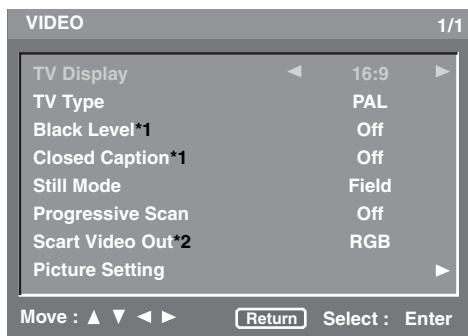 VIDEO 1/1
TV Display ◀ 16:9 ▶
TV Type PAL
Black Level*1 Off
Closed Caption*1 Off
Still Mode Field
Progressive Scan Off
Scart Video Out*2 RGB
Picture Setting ▶
Move : ▲ ▼ ◀ ▶ Return Select : Enter